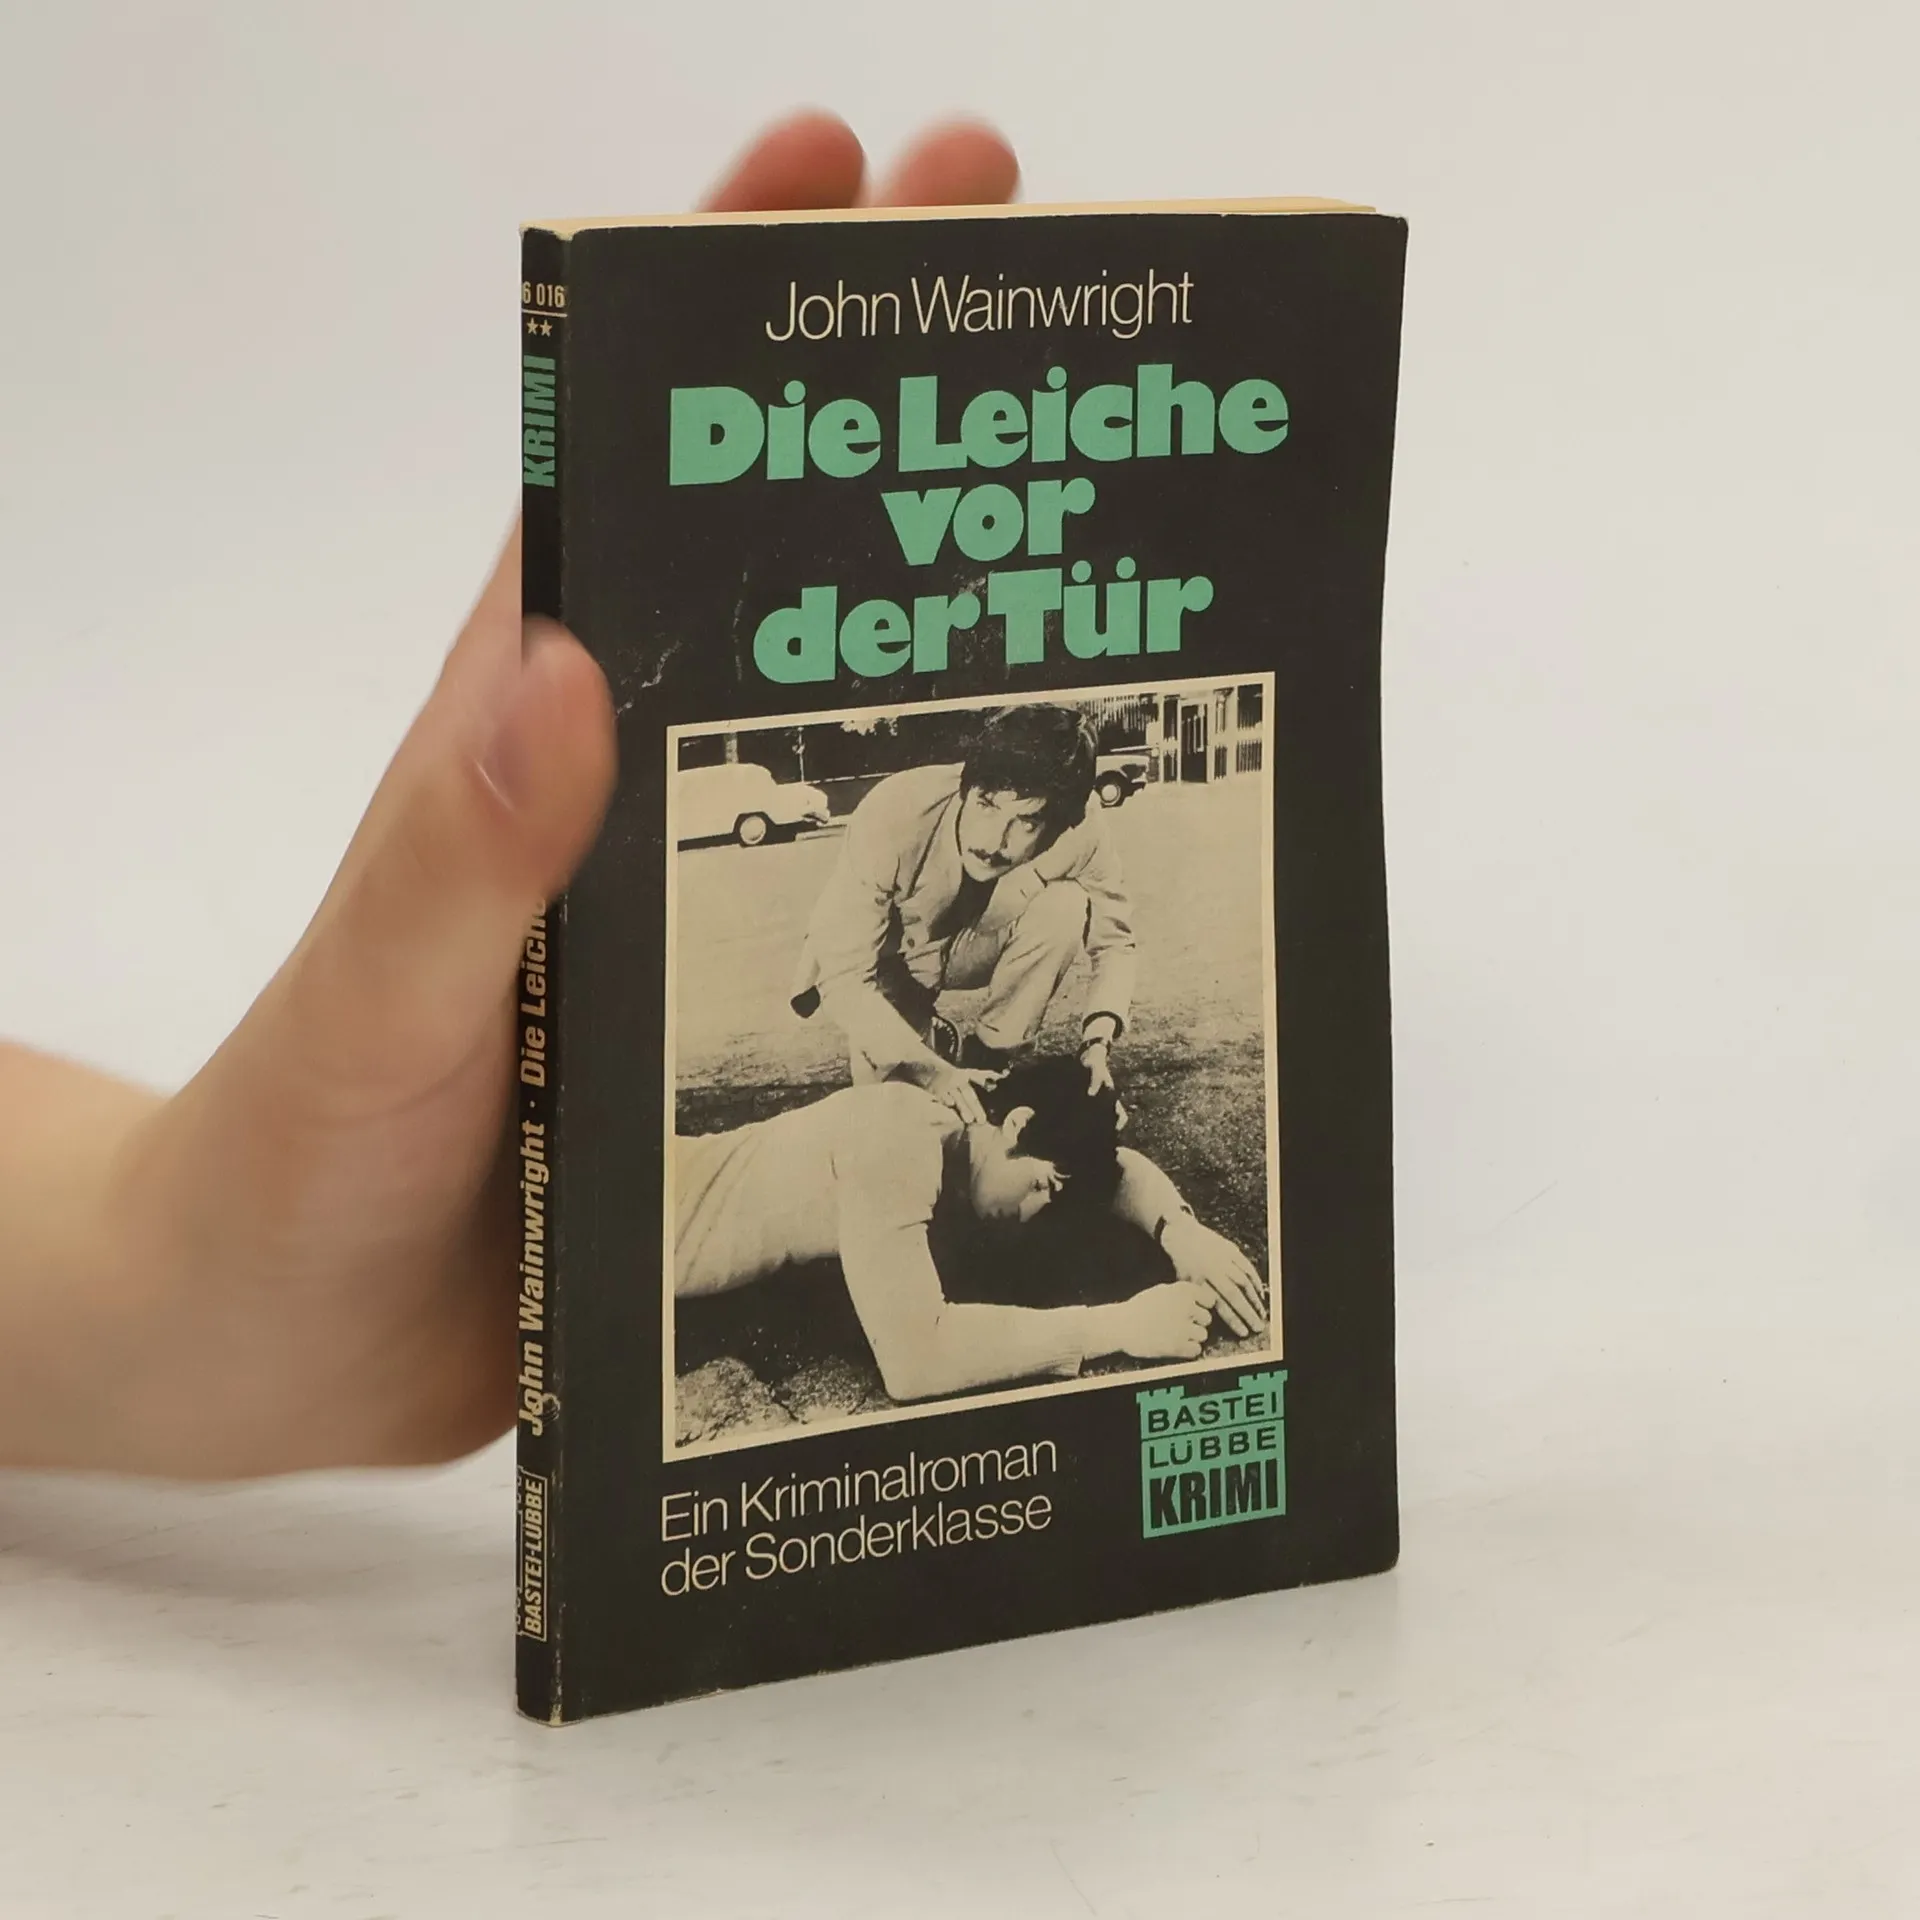 6 016
KRIMI
John Wainwright · Die Leiche
BASTEI-LÜBBE
John Wainwright
Die Leiche
vor
der Tür
Ein Kriminalroman
der Sonderklasse
BASTEI
LÜBBE
KRIMI